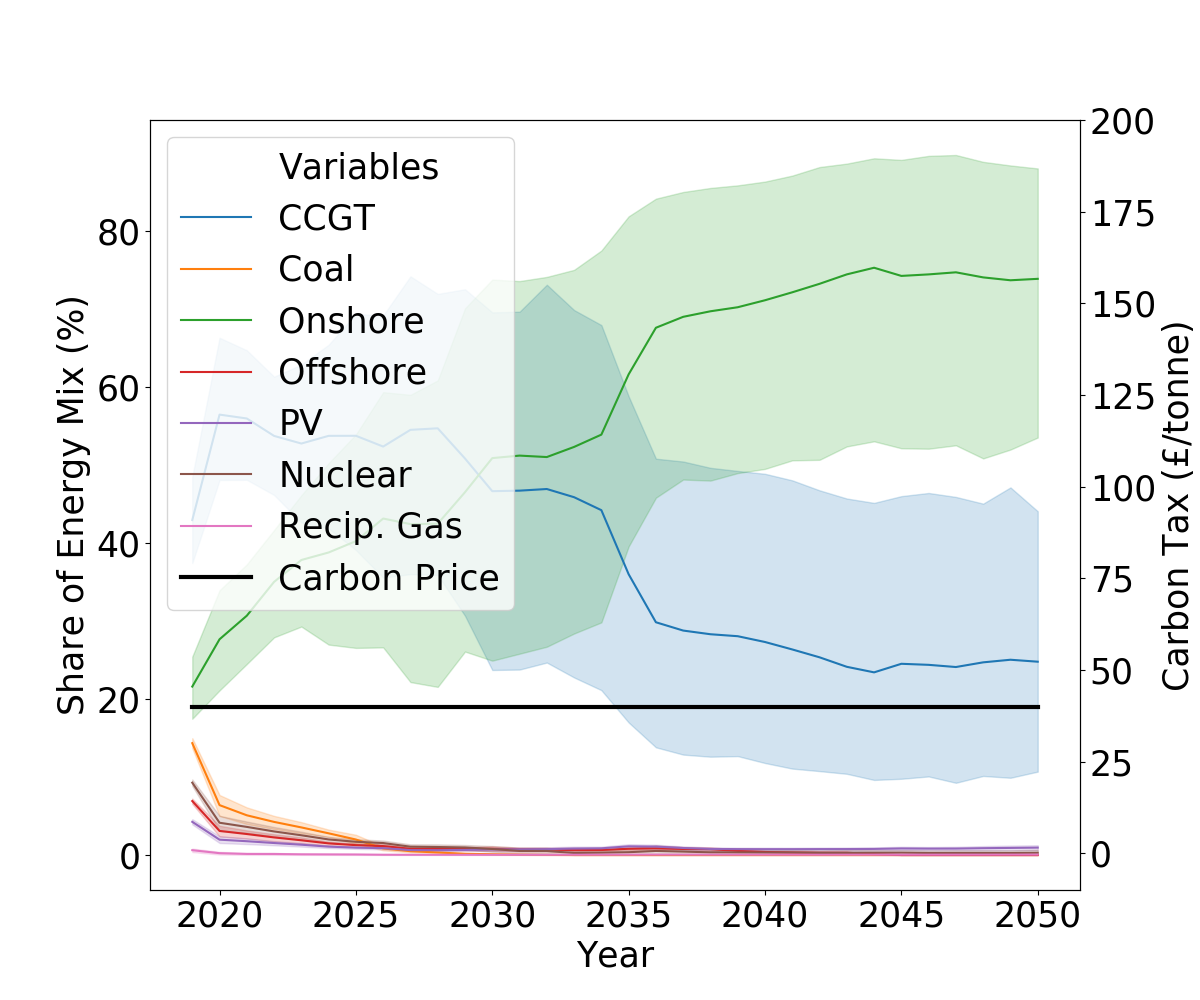 Variables
CCGT
Coal
Onshore
Offshore
PV
Nuclear
Recip. Gas
Carbon Price
Share of Energy Mix (%)
80
60
40
20
0
200
175
150
125
100
75
50
25
0
Carbon Tax (£/tonne)
2020 2025 2030 2035 2040 2045 2050
Year